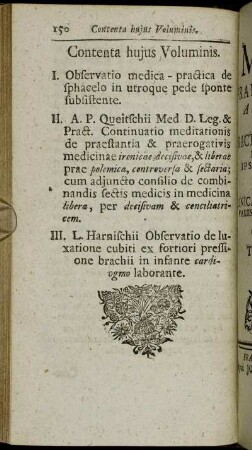 150 Contenta hujus Voluminis.
Contenta hujus Voluminis.
I. Observatio medica - practica de
sphacelo in utroque pede sponte
subsistente.
II. A. P. Queitschii Med D. Leg. &
Pract. Continuatio meditationis
de praestantia & praerogativis
medicinae irenicae decisivae, & liberae
prae polemica, controversa & sectaria;
cum adjuncto consilio de combi-
nandis sectis medicis in medicina
libera, per decisivam & conciliatri-
cem.
III. L. Harnischii Observatio de lu-
xatione cubiti ex fortiori pressi-
one brachii in infante cardi-
ogmo laborante.